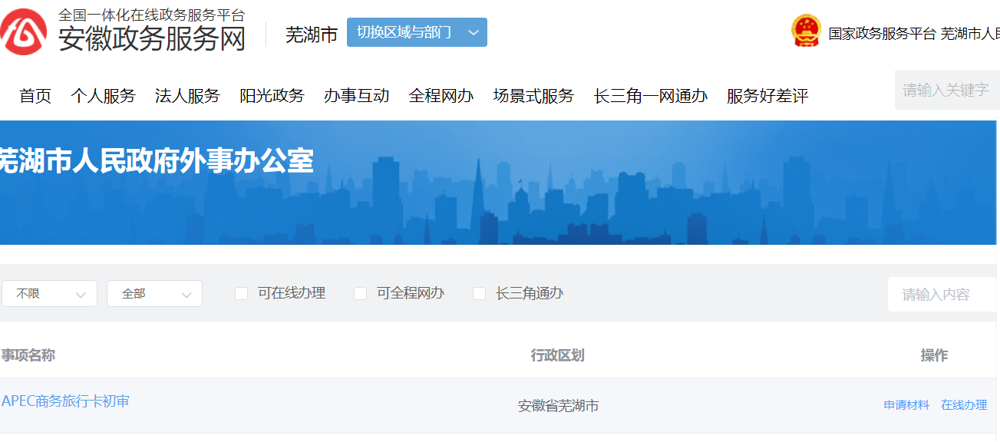 全国一体化在线政务服务平台
安徽政务服务网
芜湖市
切换区域与部门
国家政务服务平台 芜湖市人民
首页 个人服务 法人服务 阳光政务 办事互动 全程网办 场景式服务 长三角一网通办 服务好差评
请输入关键字
芜湖市人民政府外事办公室
不限 全部 可在线办理 可全程网办 长三角通办 请输入内容
事项名称 行政区划 操作
APEC商务旅行卡初审 安徽省芜湖市 申请材料 在线办理